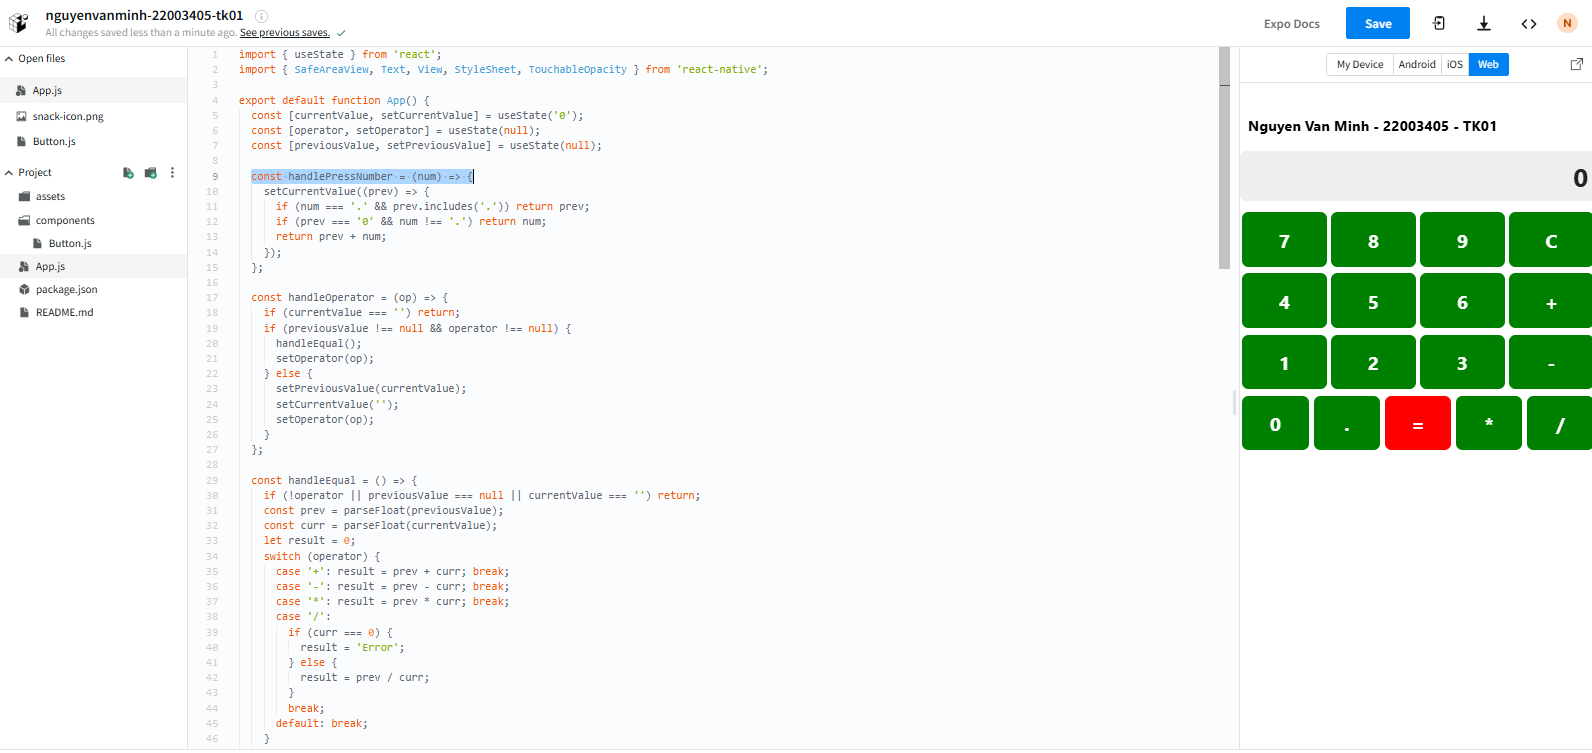 nguyenvanminh-22003405-tk01
All changes saved less than a minute ago. See previous saves.
Expo Docs
Save
N
Open files
App.js
snack-icon.png
Button.js
Project
assets
components
Button.js
App.js
package.json
README.md
1 import { useState } from 'react';
2 import { SafeAreaView, Text, View, StyleSheet, TouchableOpacity } from 'react-native';
3
4 export default function App() {
5 const [currentValue, setCurrentValue] = useState('0');
6 const [operator, setOperator] = useState(null);
7 const [previousValue, setPreviousValue] = useState(null);
8
9 const handlePressNumber = (num) => {
10 setCurrentValue((prev) => {
11 if (num === '.' && prev.includes('.')) return prev;
12 if (prev === '0' && num !== '.') return num;
13 return prev + num;
14 });
15 };
16
17 const handleOperator = (op) => {
18 if (currentValue === '') return;
19 if (previousValue !== null && operator !== null) {
20 handleEqual();
21 setOperator(op);
22 } else {
23 setPreviousValue(currentValue);
24 setCurrentValue('');
25 setOperator(op);
26 }
27 };
28
29 const handleEqual = () => {
30 if (!operator || previousValue === null || currentValue === '') return;
31 const prev = parseFloat(previousValue);
32 const curr = parseFloat(currentValue);
33 let result = 0;
34 switch (operator) {
35 case '+': result = prev + curr; break;
36 case '-': result = prev - curr; break;
37 case '*': result = prev * curr; break;
38 case '/':
39 if (curr === 0) {
40 result = 'Error';
41 } else {
42 result = prev / curr;
43 }
44 break;
45 default: break;
46 }
My Device Android iOS Web
Nguyen Van Minh - 22003405 - TK01
0
7 8 9 C
4 5 6 +
1 2 3 -
0 . = * /